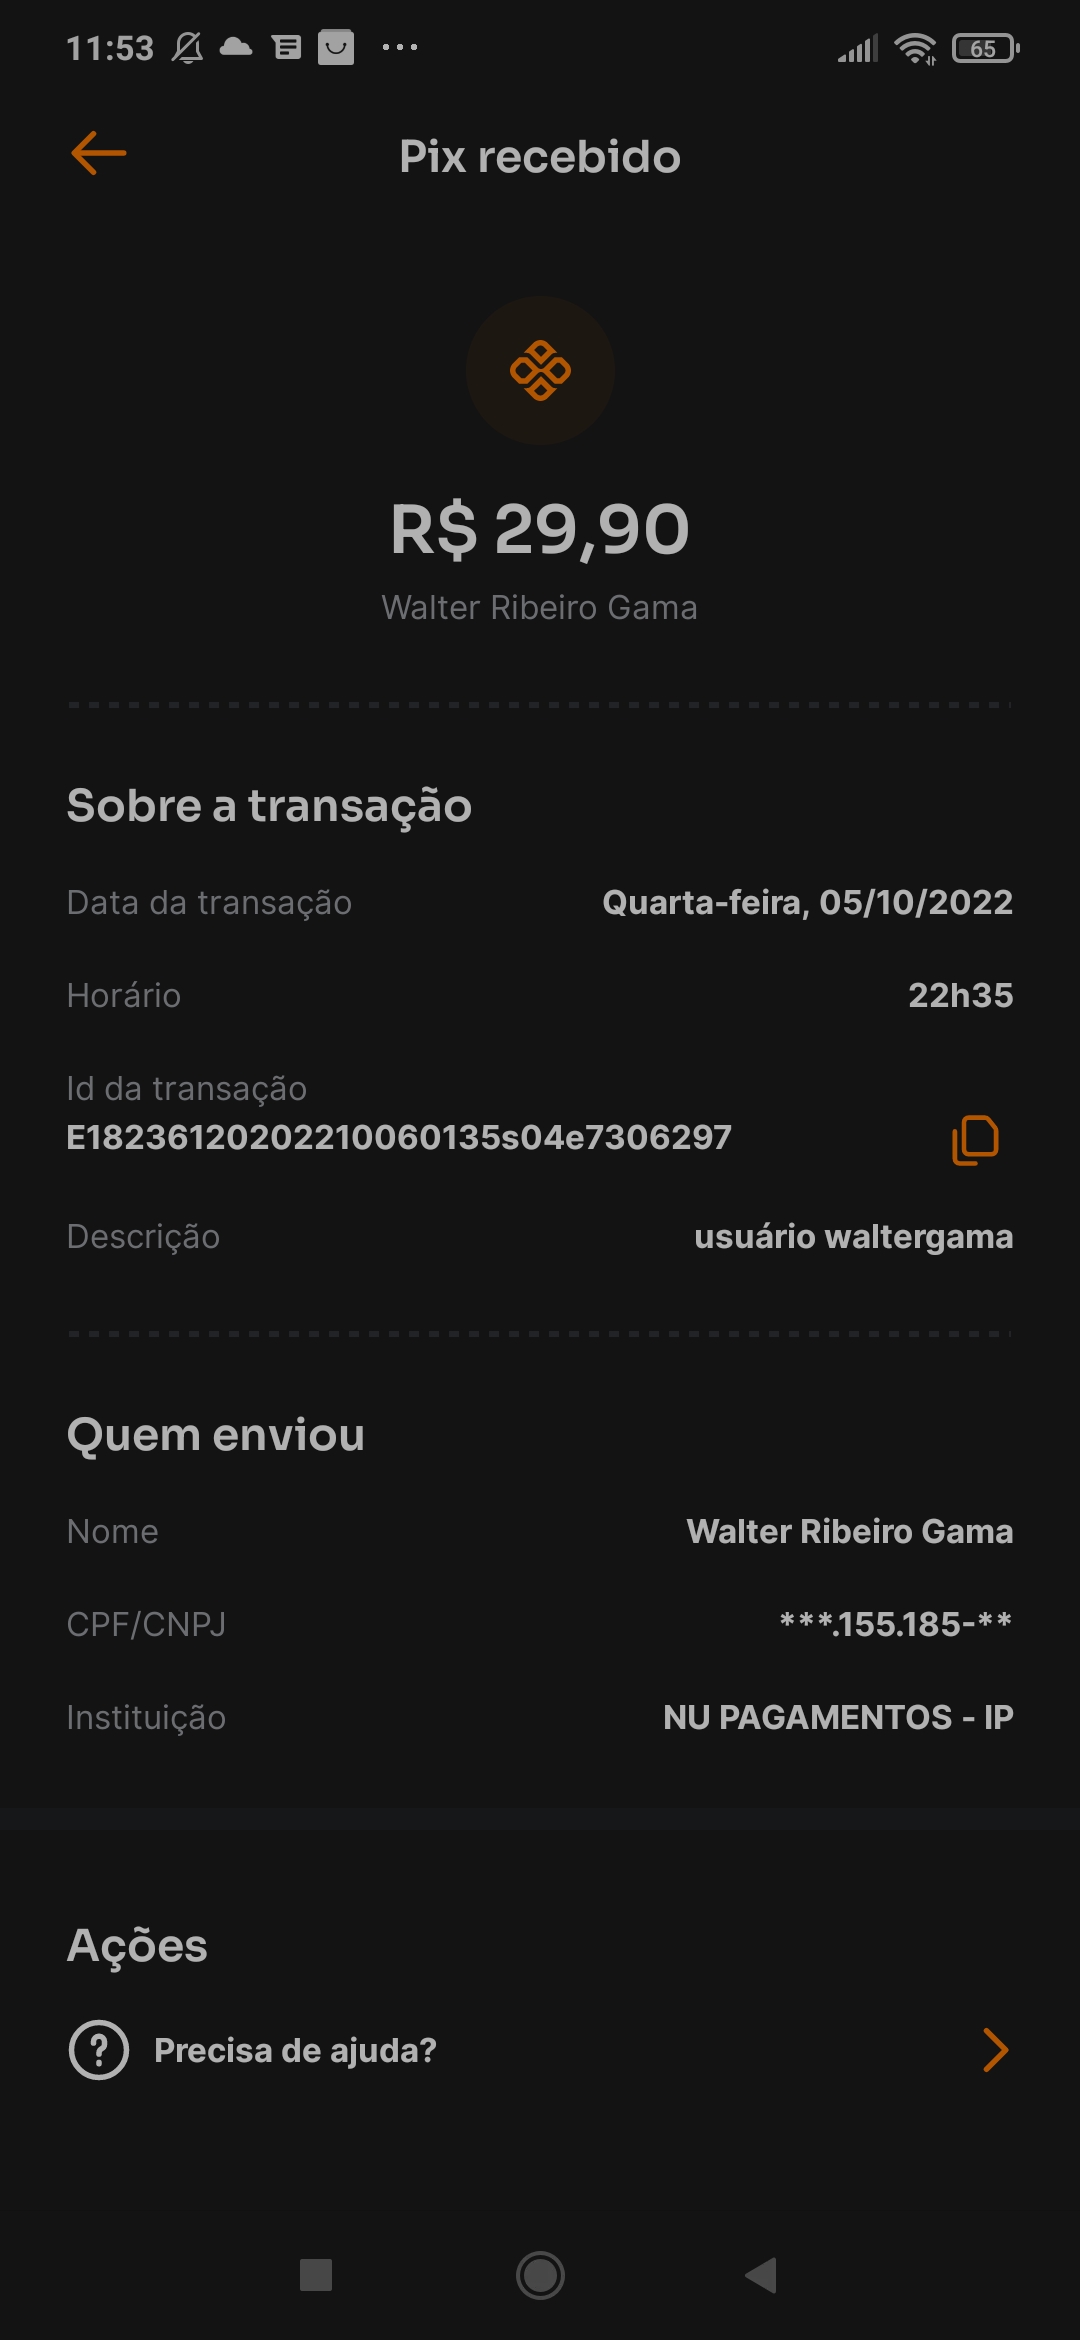 11:53
65
Pix recebido
R$ 29,90
Walter Ribeiro Gama
Sobre a transação
Data da transação Quarta-feira, 05/10/2022
Horário 22h35
Id da transação
E18236120202210060135s04e7306297
Descrição usuário waltergama
Quem enviou
Nome Walter Ribeiro Gama
CPF/CNPJ ***.155.185-**
Instituição NU PAGAMENTOS - IP
Ações
Precisa de ajuda?